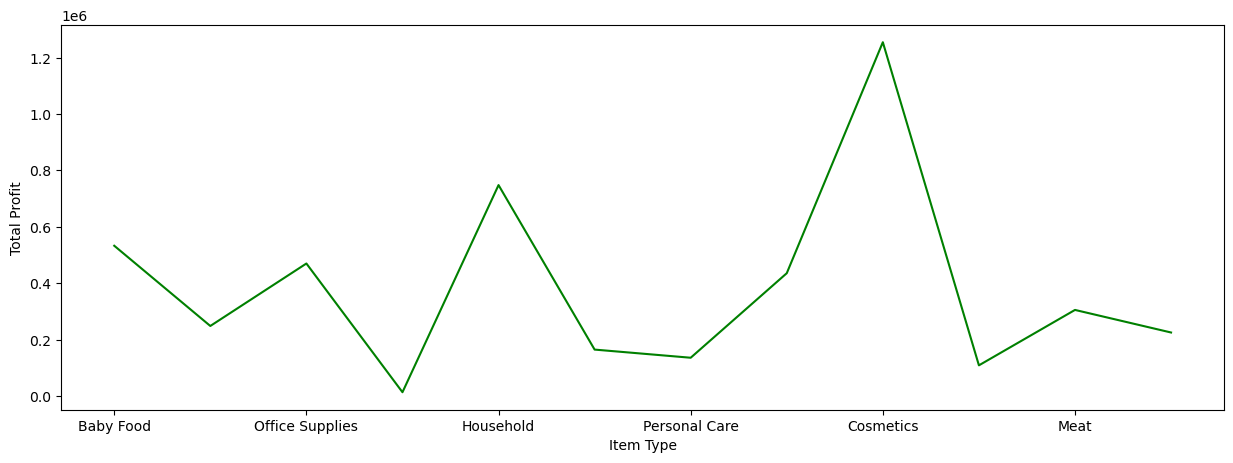 1e6
1.2
1.0
0.8
0.6
0.4
0.2
0.0
Total Profit
Baby Food Office Supplies Household Personal Care Cosmetics Meat
Item Type